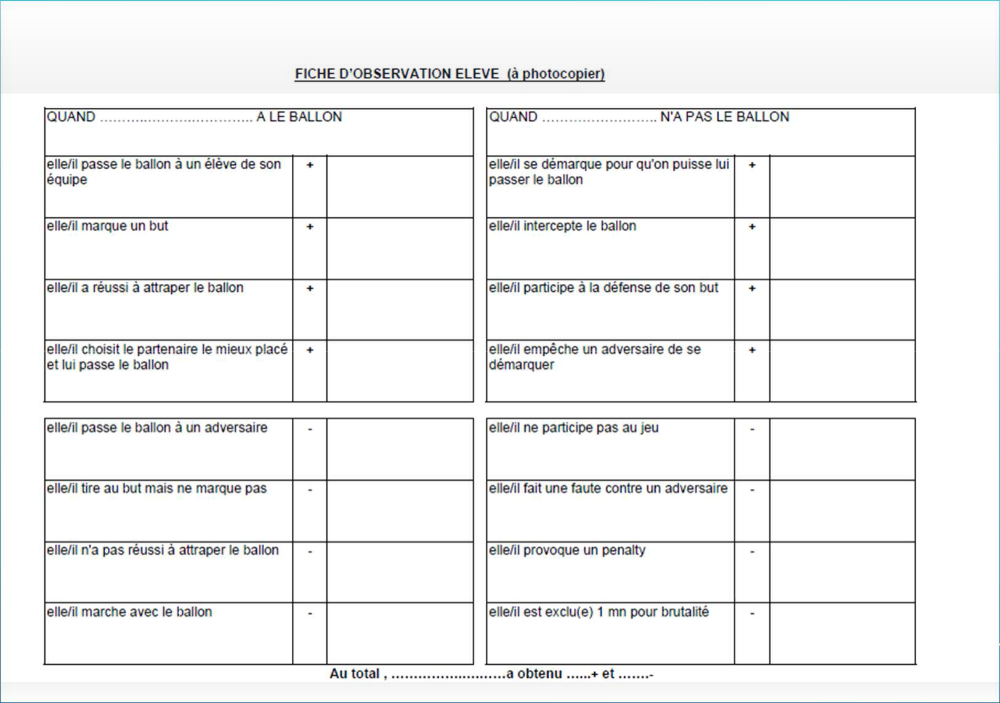 FICHE D'OBSERVATION ELEVE (à photocopier)
QUAND ………..………..………….. A LE BALLON
elle/il passe le ballon à un élève de son +
équipe
elle/il marque un but +
elle/il a réussi à attraper le ballon +
elle/il choisit le partenaire le mieux placé +
et lui passe le ballon
elle/il passe le ballon à un adversaire -
elle/il tire au but mais ne marque pas -
elle/il n'a pas réussi à attraper le ballon -
elle/il marche avec le ballon -
QUAND …………………….. N'A PAS LE BALLON
elle/il se démarque pour qu'on puisse lui +
passer le ballon
elle/il intercepte le ballon +
elle/il participe à la défense de son but +
elle/il empêche un adversaire de se +
démarquer
elle/il ne participe pas au jeu -
elle/il fait une faute contre un adversaire -
elle/il provoque un penalty -
elle/il est exclu(e) 1 mn pour brutalité -
Au total , …………….….……a obtenu …...+ et …….-